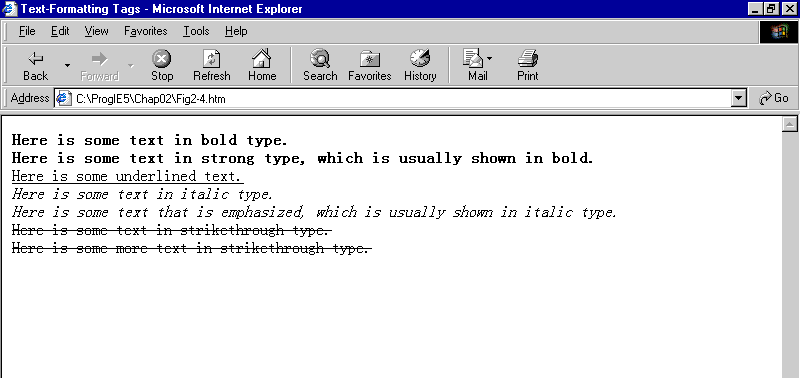 Text-Formatting Tags - Microsoft Internet Explorer
File Edit View Favorites Tools Help
Back Forward Stop Refresh Home Search Favorites History Mail Print
Address C:\ProgIE5\Chap02\Fig2-4.htm Go
Here is some text in bold type.
Here is some text in strong type, which is usually shown in bold.
Here is some underlined text.
Here is some text in italic type.
Here is some text that is emphasized, which is usually shown in italic type.
Here is some text in strikethrough type.
Here is some more text in strikethrough type.